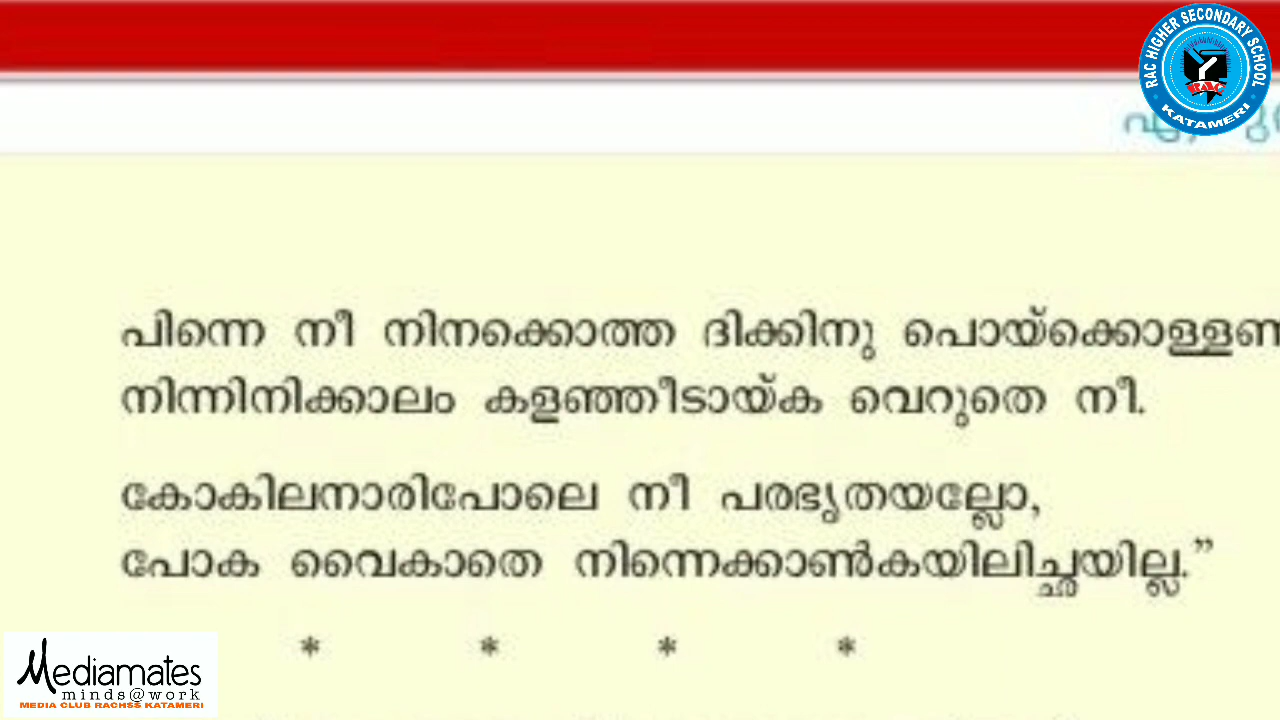 RAC HIGHER SECONDARY SCHOOL
RAC
KATAMERI
പിന്നെ നീ നിനക്കൊത്ത ദിക്കിനു
നിന്നിനിക്കാലം കളഞ്ഞീടായ്ക വെറുതെ നീ.
കോകിലനാരിപോലെ നീ പരഭൃതയല്ലോ,
പോക വൈകാതെ നിന്നെക്കാൺകയിലിച്ഛയില്ല.”
* * * *
Mediamates
minds@work
MEDIA CLUB RACHSS KATAMERI